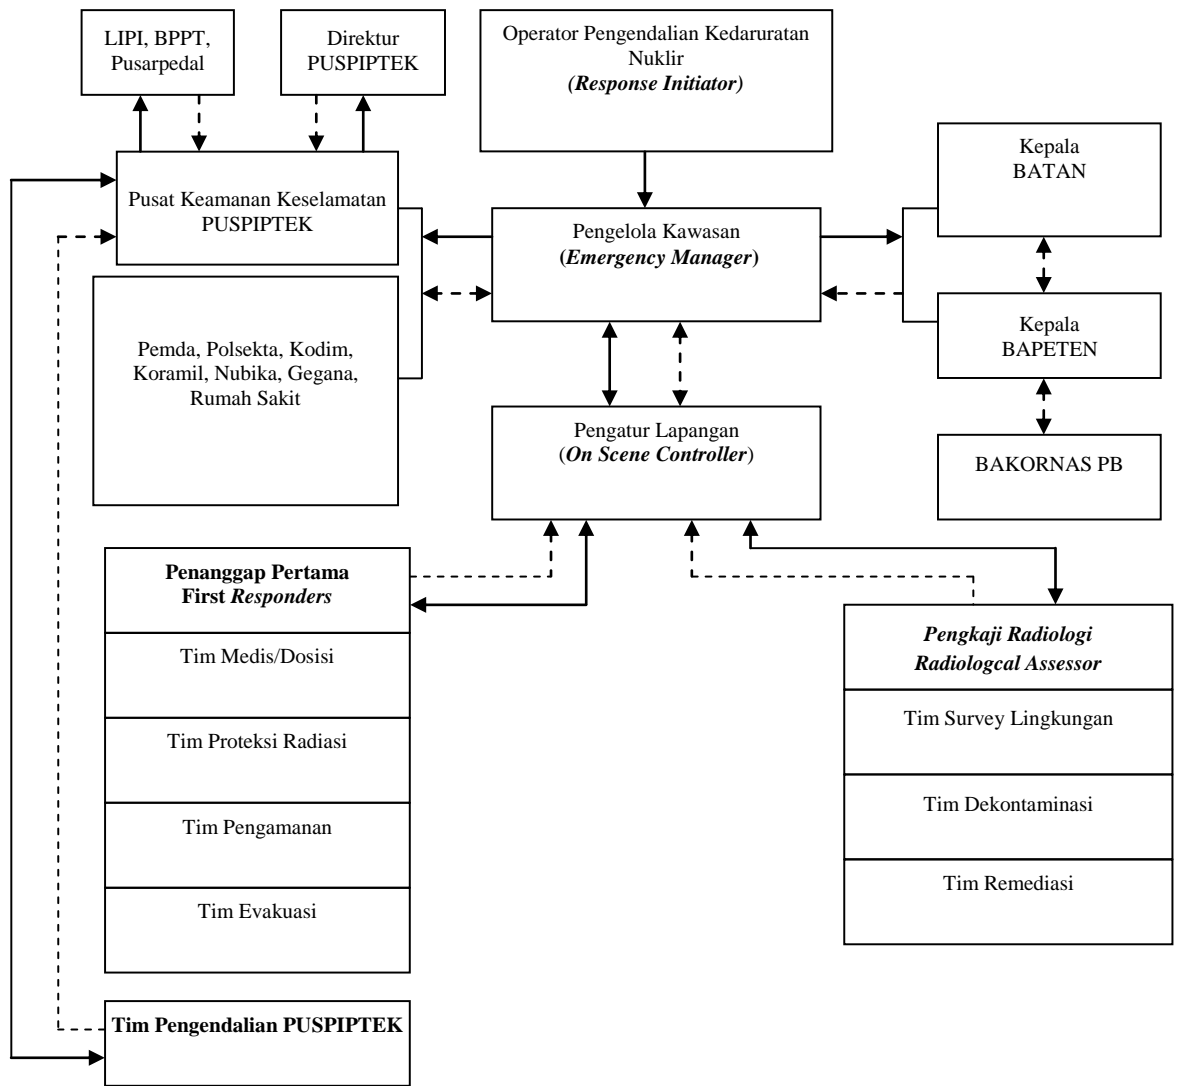 LIPI, BPPT,
Pusarpedal
Direktur
PUSPIPTEK
Operator Pengendalian Kedaruratan
Nuklir
(Response Initiator)
Kepala
BATAN
Pusat Keamanan Keselamatan
PUSPIPTEK
Pengelola Kawasan
(Emergency Manager)
Kepala
BAPETEN
Pemda, Polsekta, Kodim,
Koramil, Nubika, Gegana,
Rumah Sakit
Pengatur Lapangan
(On Scene Controller)
BAKORNAS PB
Penanggap Pertama
First Responders
Tim Medis/Dosisi
Tim Proteksi Radiasi
Tim Pengamanan
Tim Evakuasi
Pengkaji Radiologi
Radiologcal Assessor
Tim Survey Lingkungan
Tim Dekontaminasi
Tim Remediasi
Tim Pengendalian PUSPIPTEK